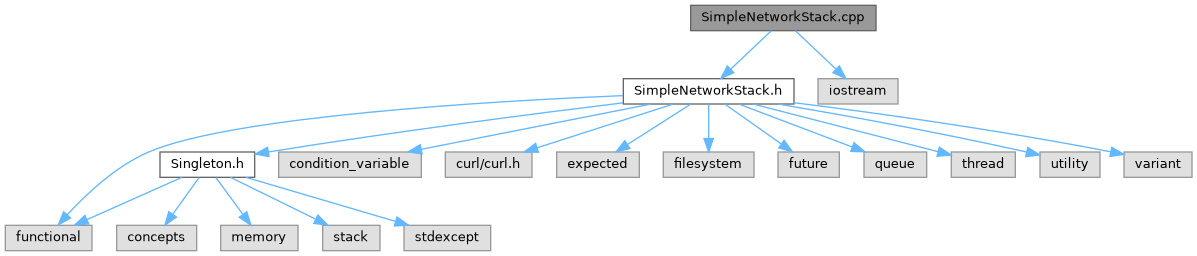 SimpleNetworkStack.cpp
SimpleNetworkStack.h
iostream
Singleton.h
condition_variable
curl/curl.h
expected
filesystem
future
queue
thread
utility
variant
functional
concepts
memory
stack
stdexcept